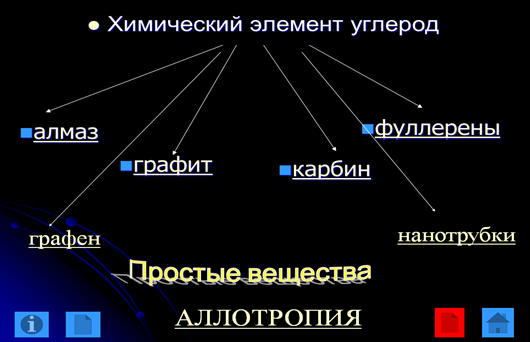 Химический элемент углерод
алмаз
фуллерены
графит
карбин
графен
нанотрубки
Простые вещества
АЛЛОТРОПИЯ